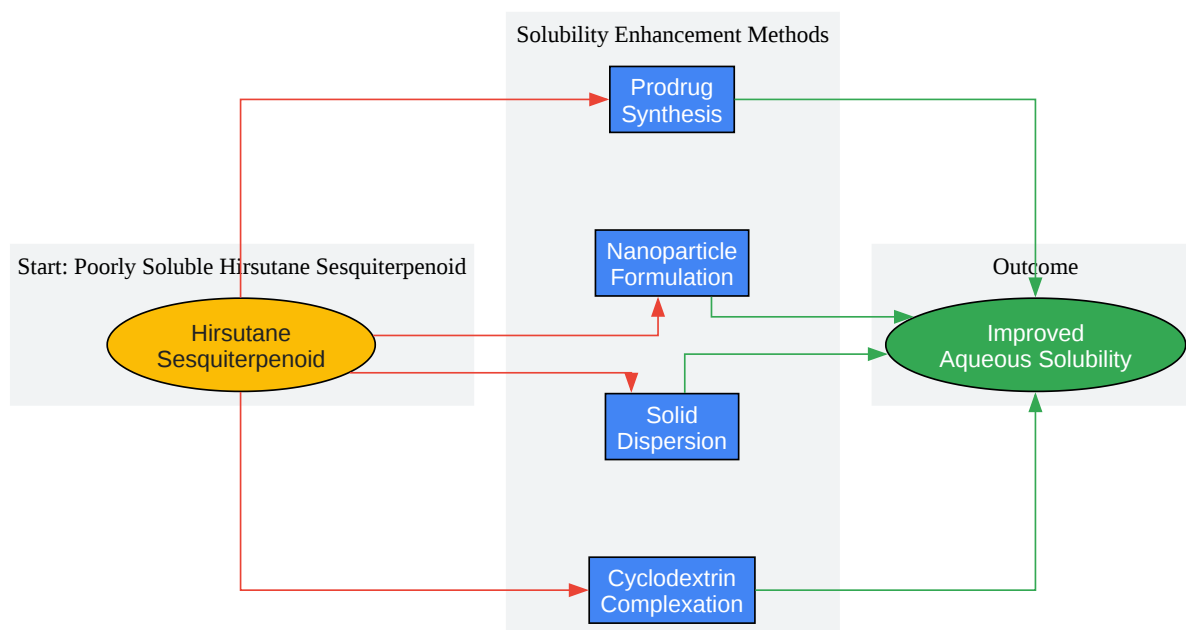 Solubility Enhancement Methods
Prodrug
Synthesis
Nanoparticle
Formulation
Start: Poorly Soluble Hirsutane Sesquiterpenoid
Outcome
Hirsutane
Sesquiterpenoid
Improved
Aqueous Solubility
Solid
Dispersion
Cyclodextrin
Complexation